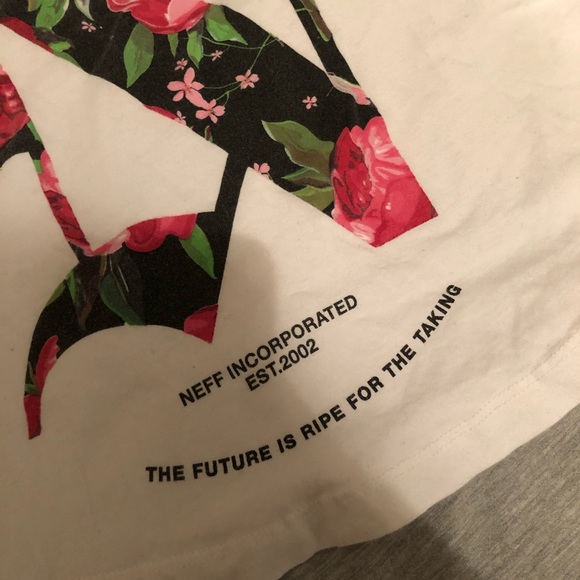 NEFF INCORPORATED
EST.2002
THE FUTURE IS RIPE FOR THE TAKING